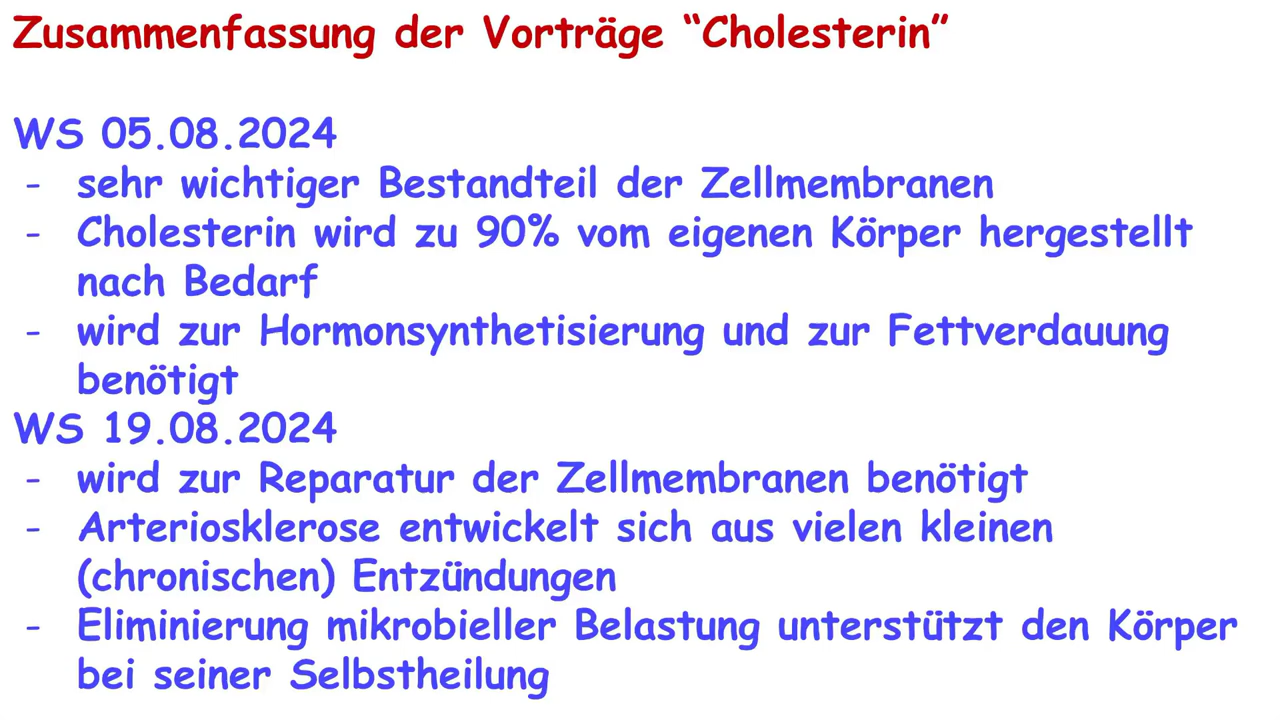 Zusammenfassung der Vorträge “Cholesterin”
WS 05.08.2024
- sehr wichtiger Bestandteil der Zellmembranen
- Cholesterin wird zu 90% vom eigenen Körper hergestellt
nach Bedarf
- wird zur Hormonsynthetisierung und zur Fettverdauung
benötigt
WS 19.08.2024
- wird zur Reparatur der Zellmembranen benötigt
- Arteriosklerose entwickelt sich aus vielen kleinen
(chronischen) Entzündungen
- Eliminierung mikrobieller Belastung unterstützt den Körper
bei seiner Selbstheilung